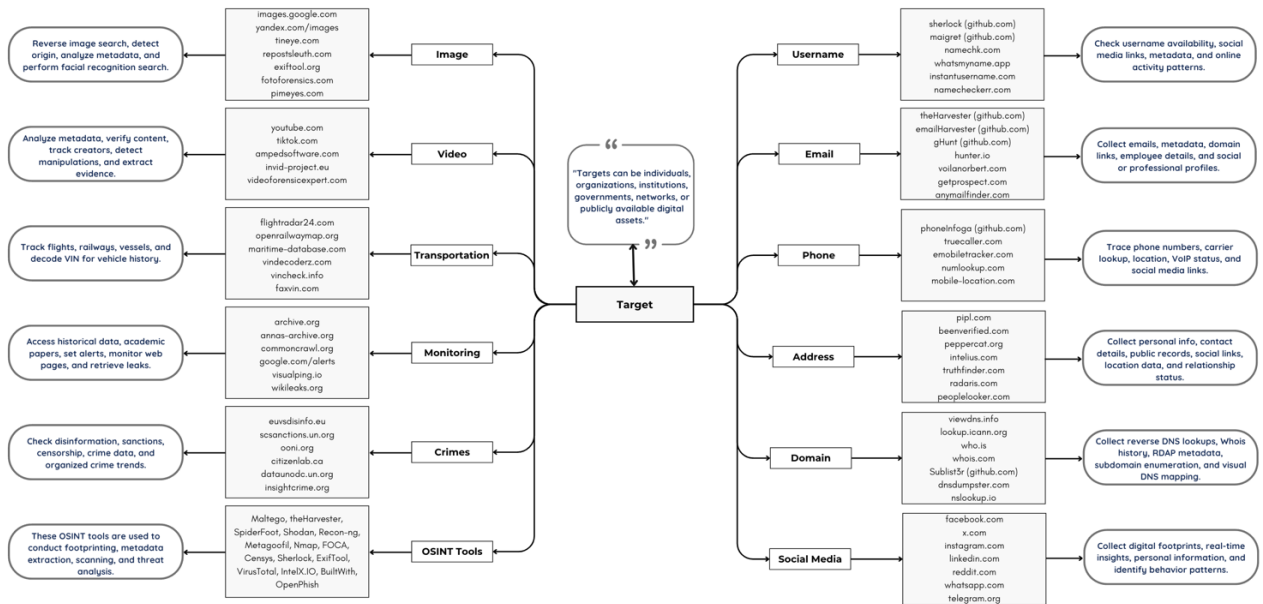 images.google.com
yandex.com/images
tineye.com
repostsleuth.com
exiftool.org
fotoforensics.com
pimeyes.com
Reverse image search, detect
origin, analyze metadata, and
perform facial recognition search.
Image
youtube.com
tiktok.com
ampedsoftware.com
invid-project.eu
videoforensicexpert.com
Analyze metadata, verify content,
track creators, detect
manipulations, and extract
evidence.
Video
flightradar24.com
openrailwaymap.org
maritime-database.com
vindecoderz.com
vincheck.info
faxvin.com
Track flights, railways, vessels, and
decode VIN for vehicle history.
Transportation
archive.org
annas-archive.org
commoncrawl.org
google.com/alerts
visualping.io
wikileaks.org
Access historical data, academic
papers, set alerts, monitor web
pages, and retrieve leaks.
Monitoring
euvsdisinfo.eu
scsanctions.un.org
ooni.org
citizenlab.ca
dataunodc.un.org
insightcrime.org
Check disinformation, sanctions,
censorship, crime data, and
organized crime trends.
Crimes
Maltego, theHarvester,
SpiderFoot, Shodan, Recon-ng,
Metagoofil, Nmap, FOCA,
Censys, Sherlock, ExifTool,
VirusTotal, IntelX.IO, BuiltWith,
OpenPhish
These OSINT tools are used to
conduct footprinting, metadata
extraction, scanning, and threat
analysis.
OSINT Tools
“
"Targets can be individuals,
organizations, institutions,
governments, networks, or
publicly available digital
assets."
”
Target
Username
sherlock (github.com)
maigret (github.com)
namechk.com
whatsmyname.app
instantusername.com
namecheckerr.com
Check username availability, social
media links, metadata, and online
activity patterns.
Email
theHarvester (github.com)
emailHarvester (github.com)
gHunt (github.com)
hunter.io
voilanorbert.com
getprospect.com
anymailfinder.com
Collect emails, metadata, domain
links, employee details, and social
or professional profiles.
Phone
phoneInfoga (github.com)
truecaller.com
emobiletracker.com
numlookup.com
mobile-location.com
Trace phone numbers, carrier
lookup, location, VoIP status, and
social media links.
Address
pipl.com
beenverified.com
peppercat.org
intelius.com
truthfinder.com
radaris.com
peoplelooker.com
Collect personal info, contact
details, public records, social links,
location data, and relationship
status.
Domain
viewdns.info
lookup.icann.org
who.is
whois.com
Sublist3r (github.com)
dnsdumpster.com
nslookup.io
Collect reverse DNS lookups, Whois
history, RDAP metadata,
subdomain enumeration, and visual
DNS mapping.
Social Media
facebook.com
x.com
instagram.com
linkedin.com
reddit.com
whatsapp.com
telegram.org
Collect digital footprints, real-time
insights, personal information, and
identify behavior patterns.